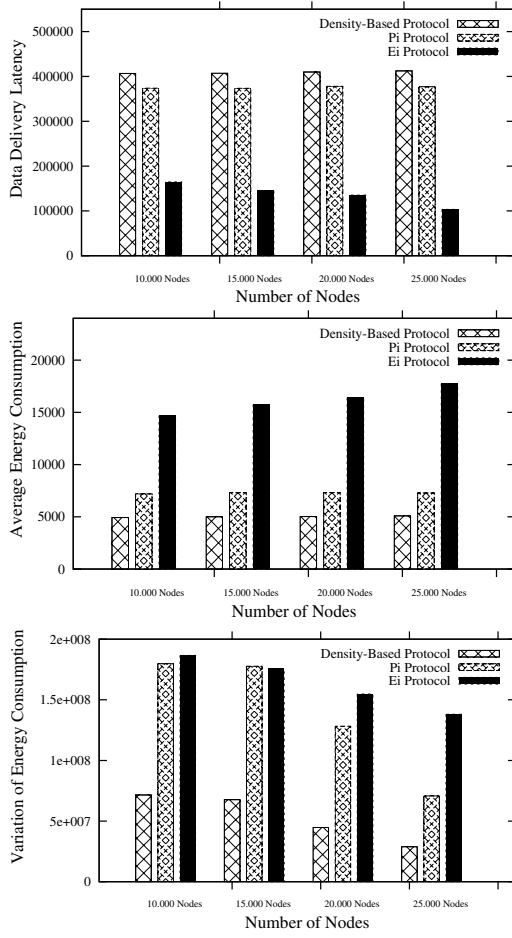 Density-Based Protocol
Pi Protocol
Ei Protocol
500000
400000
300000
200000
100000
0
Data Delivery Latency
10.000 Nodes 15.000 Nodes 20.000 Nodes 25.000 Nodes
Number of Nodes
Density-Based Protocol
Pi Protocol
Ei Protocol
20000
15000
10000
5000
0
Average Energy Consumption
10.000 Nodes 15.000 Nodes 20.000 Nodes 25.000 Nodes
Number of Nodes
2e+008
Density-Based Protocol
Pi Protocol
Ei Protocol
1.5e+008
1e+008
5e+007
0
Variation of Energy Consumption
10.000 Nodes 15.000 Nodes 20.000 Nodes 25.000 Nodes
Number of Nodes